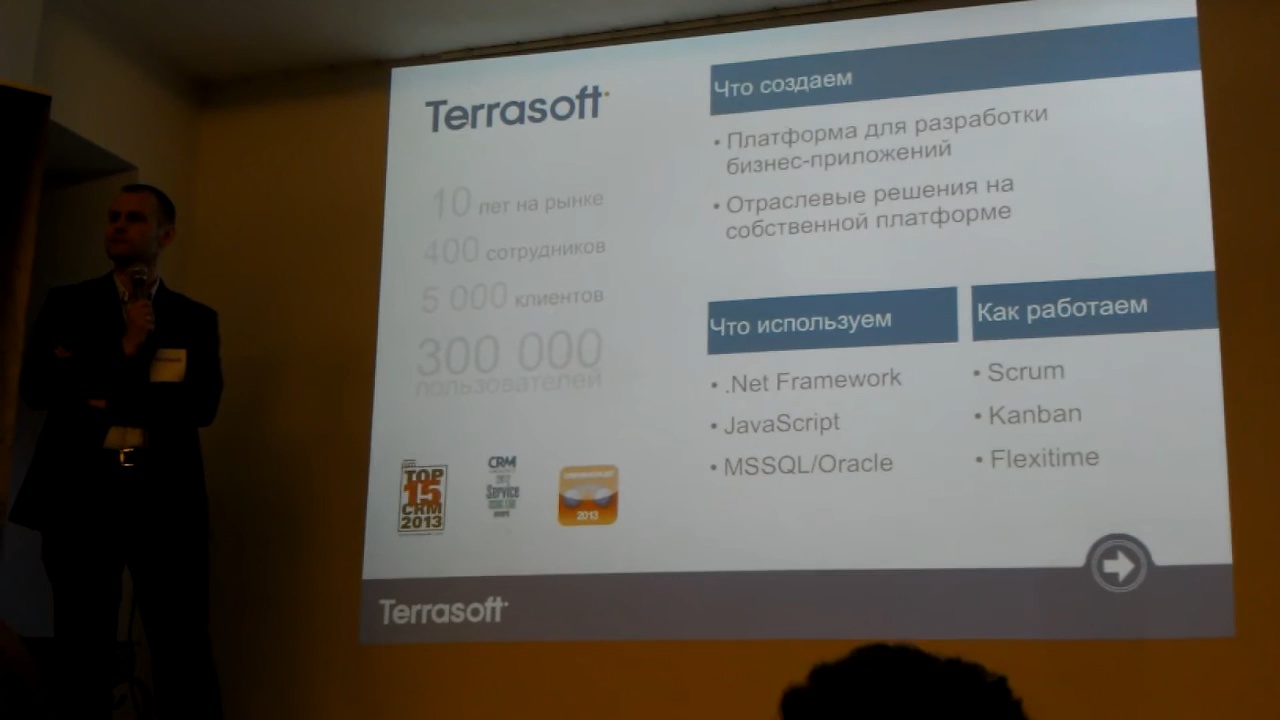 Terrasoft
10 лет на рынке
400 сотрудников
5 000 клиентов
300 000
пользователей
TOP
15
CRM
2013
CRM
Service
2013
Что создаем
• Платформа для разработки
бизнес-приложений
• Отраслевые решения на
собственной платформе
Что используем
• .Net Framework
• JavaScript
• MSSQL/Oracle
Как работаем
• Scrum
• Kanban
• Flexitime
Terrasoft